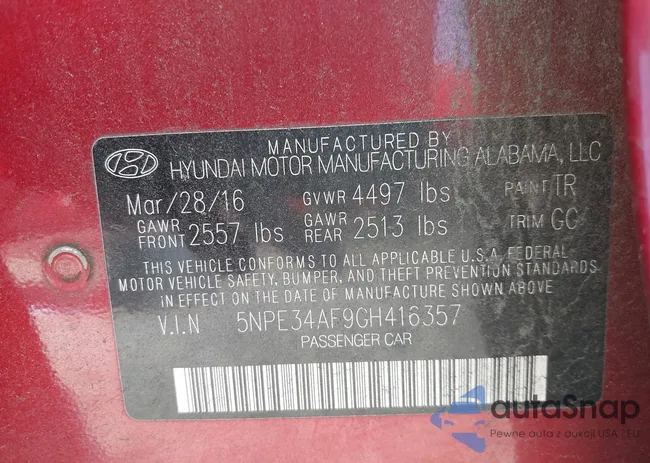 MANUFACTURED BY
HYUNDAI MOTOR MANUFACTURING ALABAMA, LLC
Mar/28/16 GVWR 4497 lbs PAINT TR
GAWR FRONT 2557 lbs GAWR REAR 2513 lbs TRIM GC
THIS VEHICLE CONFORMS TO ALL APPLICABLE U.S.A. FEDERAL
MOTOR VEHICLE SAFETY, BUMPER, AND THEFT PREVENTION STANDARDS
IN EFFECT ON THE DATE OF MANUFACTURE SHOWN ABOVE
V.I.N 5NPE34AF9GH416357
PASSENGER CAR
autaSnap
Pewne auta z aukcji USA i EU